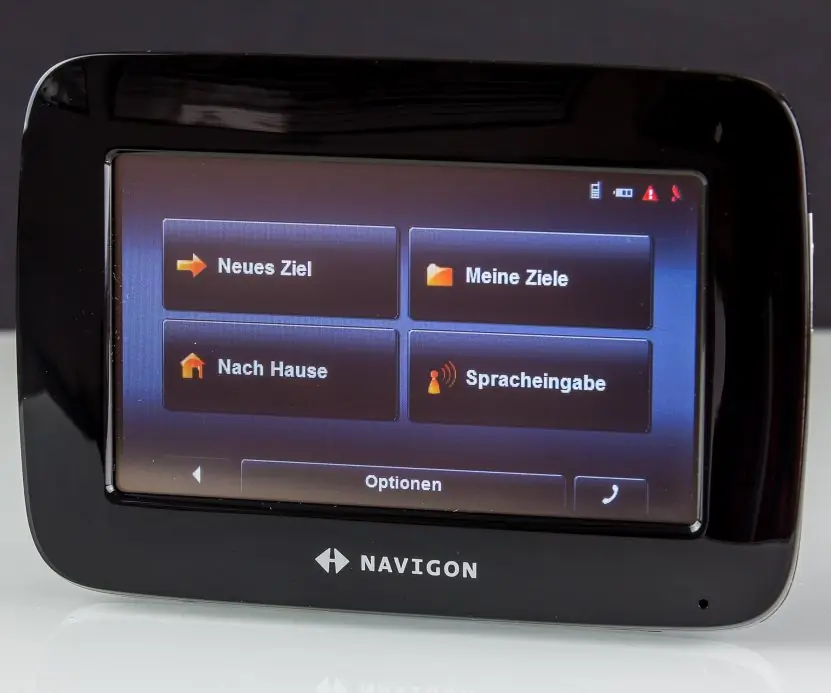 Neues Ziel
Meine Ziele
Nach Hause
Spracheingabe
Optionen
NAVIGON